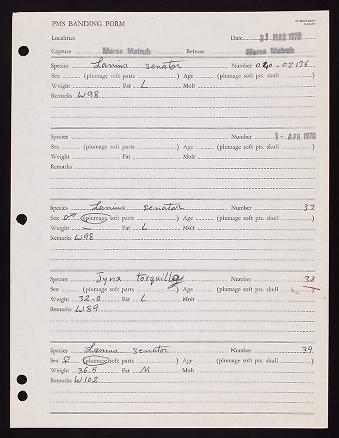 PMS BANDING FORM
Localities Date 31 MAR 1970
Capture Mersa Matruh Release Mersa Matruh
Species Lanius senator Number 040-02136
Sex (plumage soft parts ) Age (plumage soft pts. skull )
Weight Fat L Molt
Remarks W98
Species Number 1 - APR 1970
Sex (plumage soft parts ) Age (plumage soft pts. skull )
Weight Fat Molt
Remarks
Species Lanius senator Number 37
Sex ♂ (plumage soft parts ) Age (plumage soft pts. skull )
Weight — Fat L Molt
Remarks W98
Species Jynx torquilla Number 38
Sex (plumage soft parts ) Age (plumage soft pts. skull )
Weight 32.0 Fat L Molt
Remarks W89
Species Lanius senator Number 39
Sex ♀ (plumage soft parts ) Age (plumage soft pts. skull )
Weight 36.5 Fat M Molt
Remarks W102